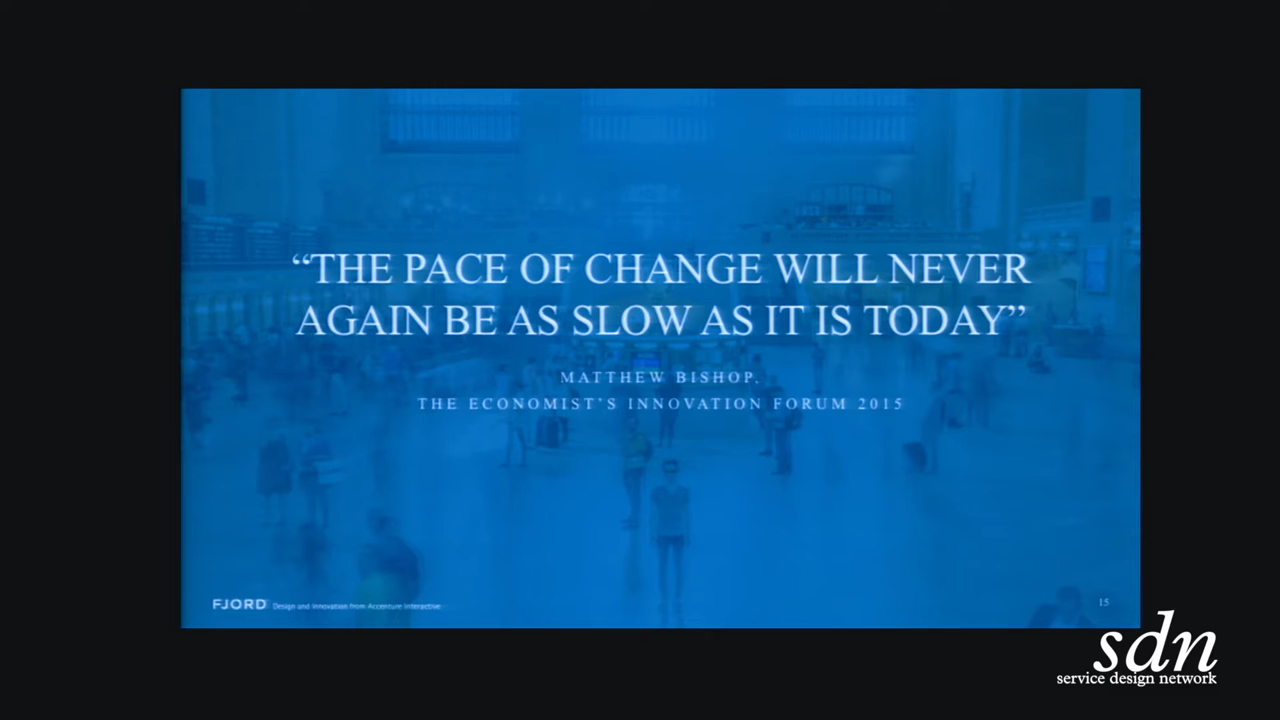 “THE PACE OF CHANGE WILL NEVER
AGAIN BE AS SLOW AS IT IS TODAY”
MATTHEW BISHOP,
THE ECONOMIST’S INNOVATION FORUM 2015
FJORD Design and Innovation from Accenture Interactive
15
sdn
service design network